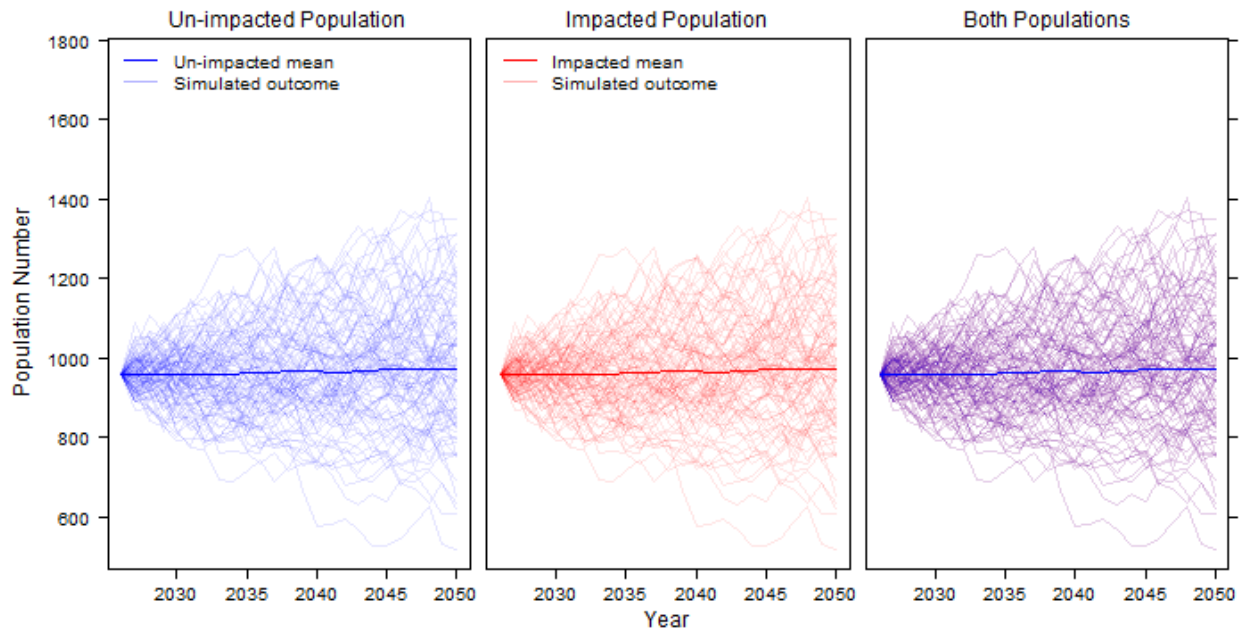 Un-impacted Population
Impacted Population
Both Populations
Un-impacted mean
Simulated outcome
Impacted mean
Simulated outcome
Population Number
1800
1600
1400
1200
1000
800
600
2030 2035 2040 2045 2050
2030 2035 2040 2045 2050
2030 2035 2040 2045 2050
Year